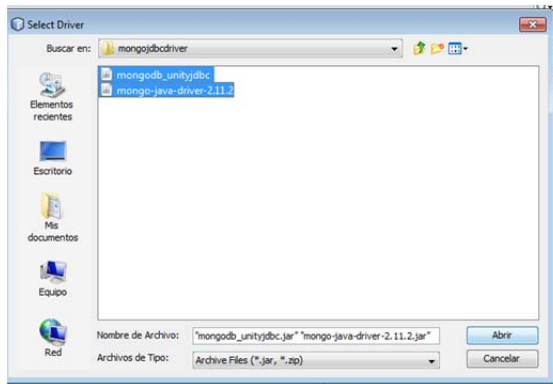 Select Driver
Buscar en:
mongojdbcdriver
mongodb_unityjdbc
mongo-java-driver-2.11.2
Elementos
recientes
Escritorio
Mis
documentos
Equipo
Red
Nombre de Archivo:
"mongodb_unityjdbc.jar" "mongo-java-driver-2.11.2.jar"
Abrir
Archivos de Tipo:
Archive Files (*.jar, *.zip)
Cancelar